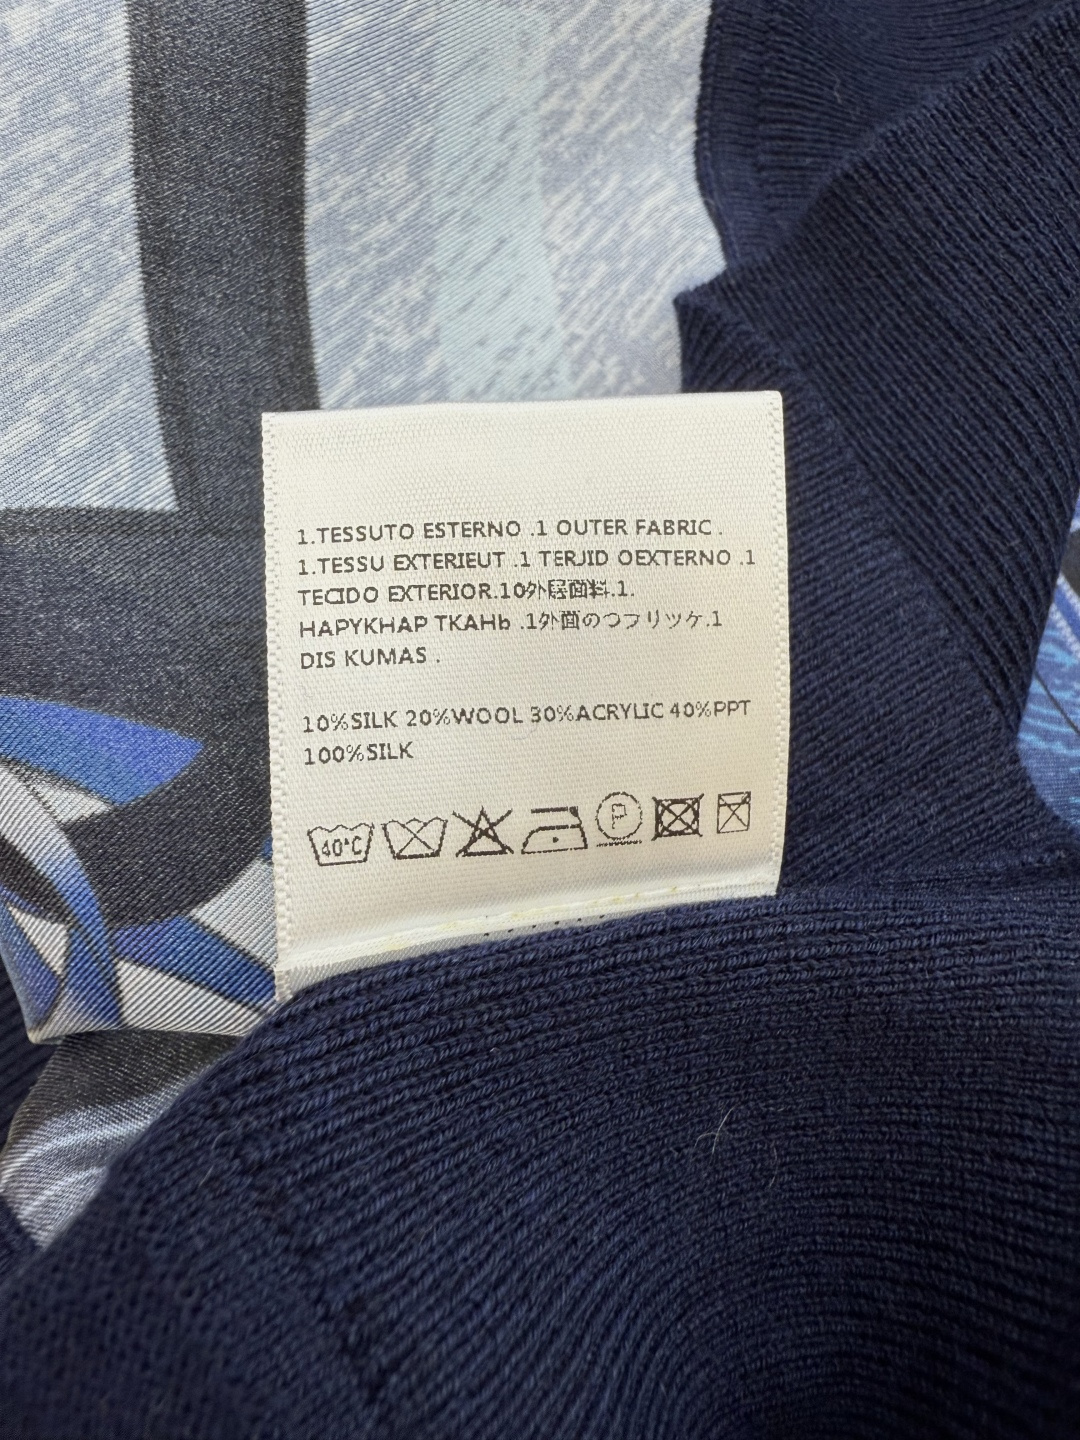 1.TESSUTO ESTERNO .1 OUTER FABRIC .
1.TESSU EXTERIEUT .1 TERJID OEXTERNO .1
TECIDO EXTERIOR.10外层面料.1.
HAPYKHAP TKAHb .1外面のつフリッケ.1
DIS KUMAS .
10%SILK 20%WOOL 30%ACRYLIC 40%PPT
100%SILK
40°C P